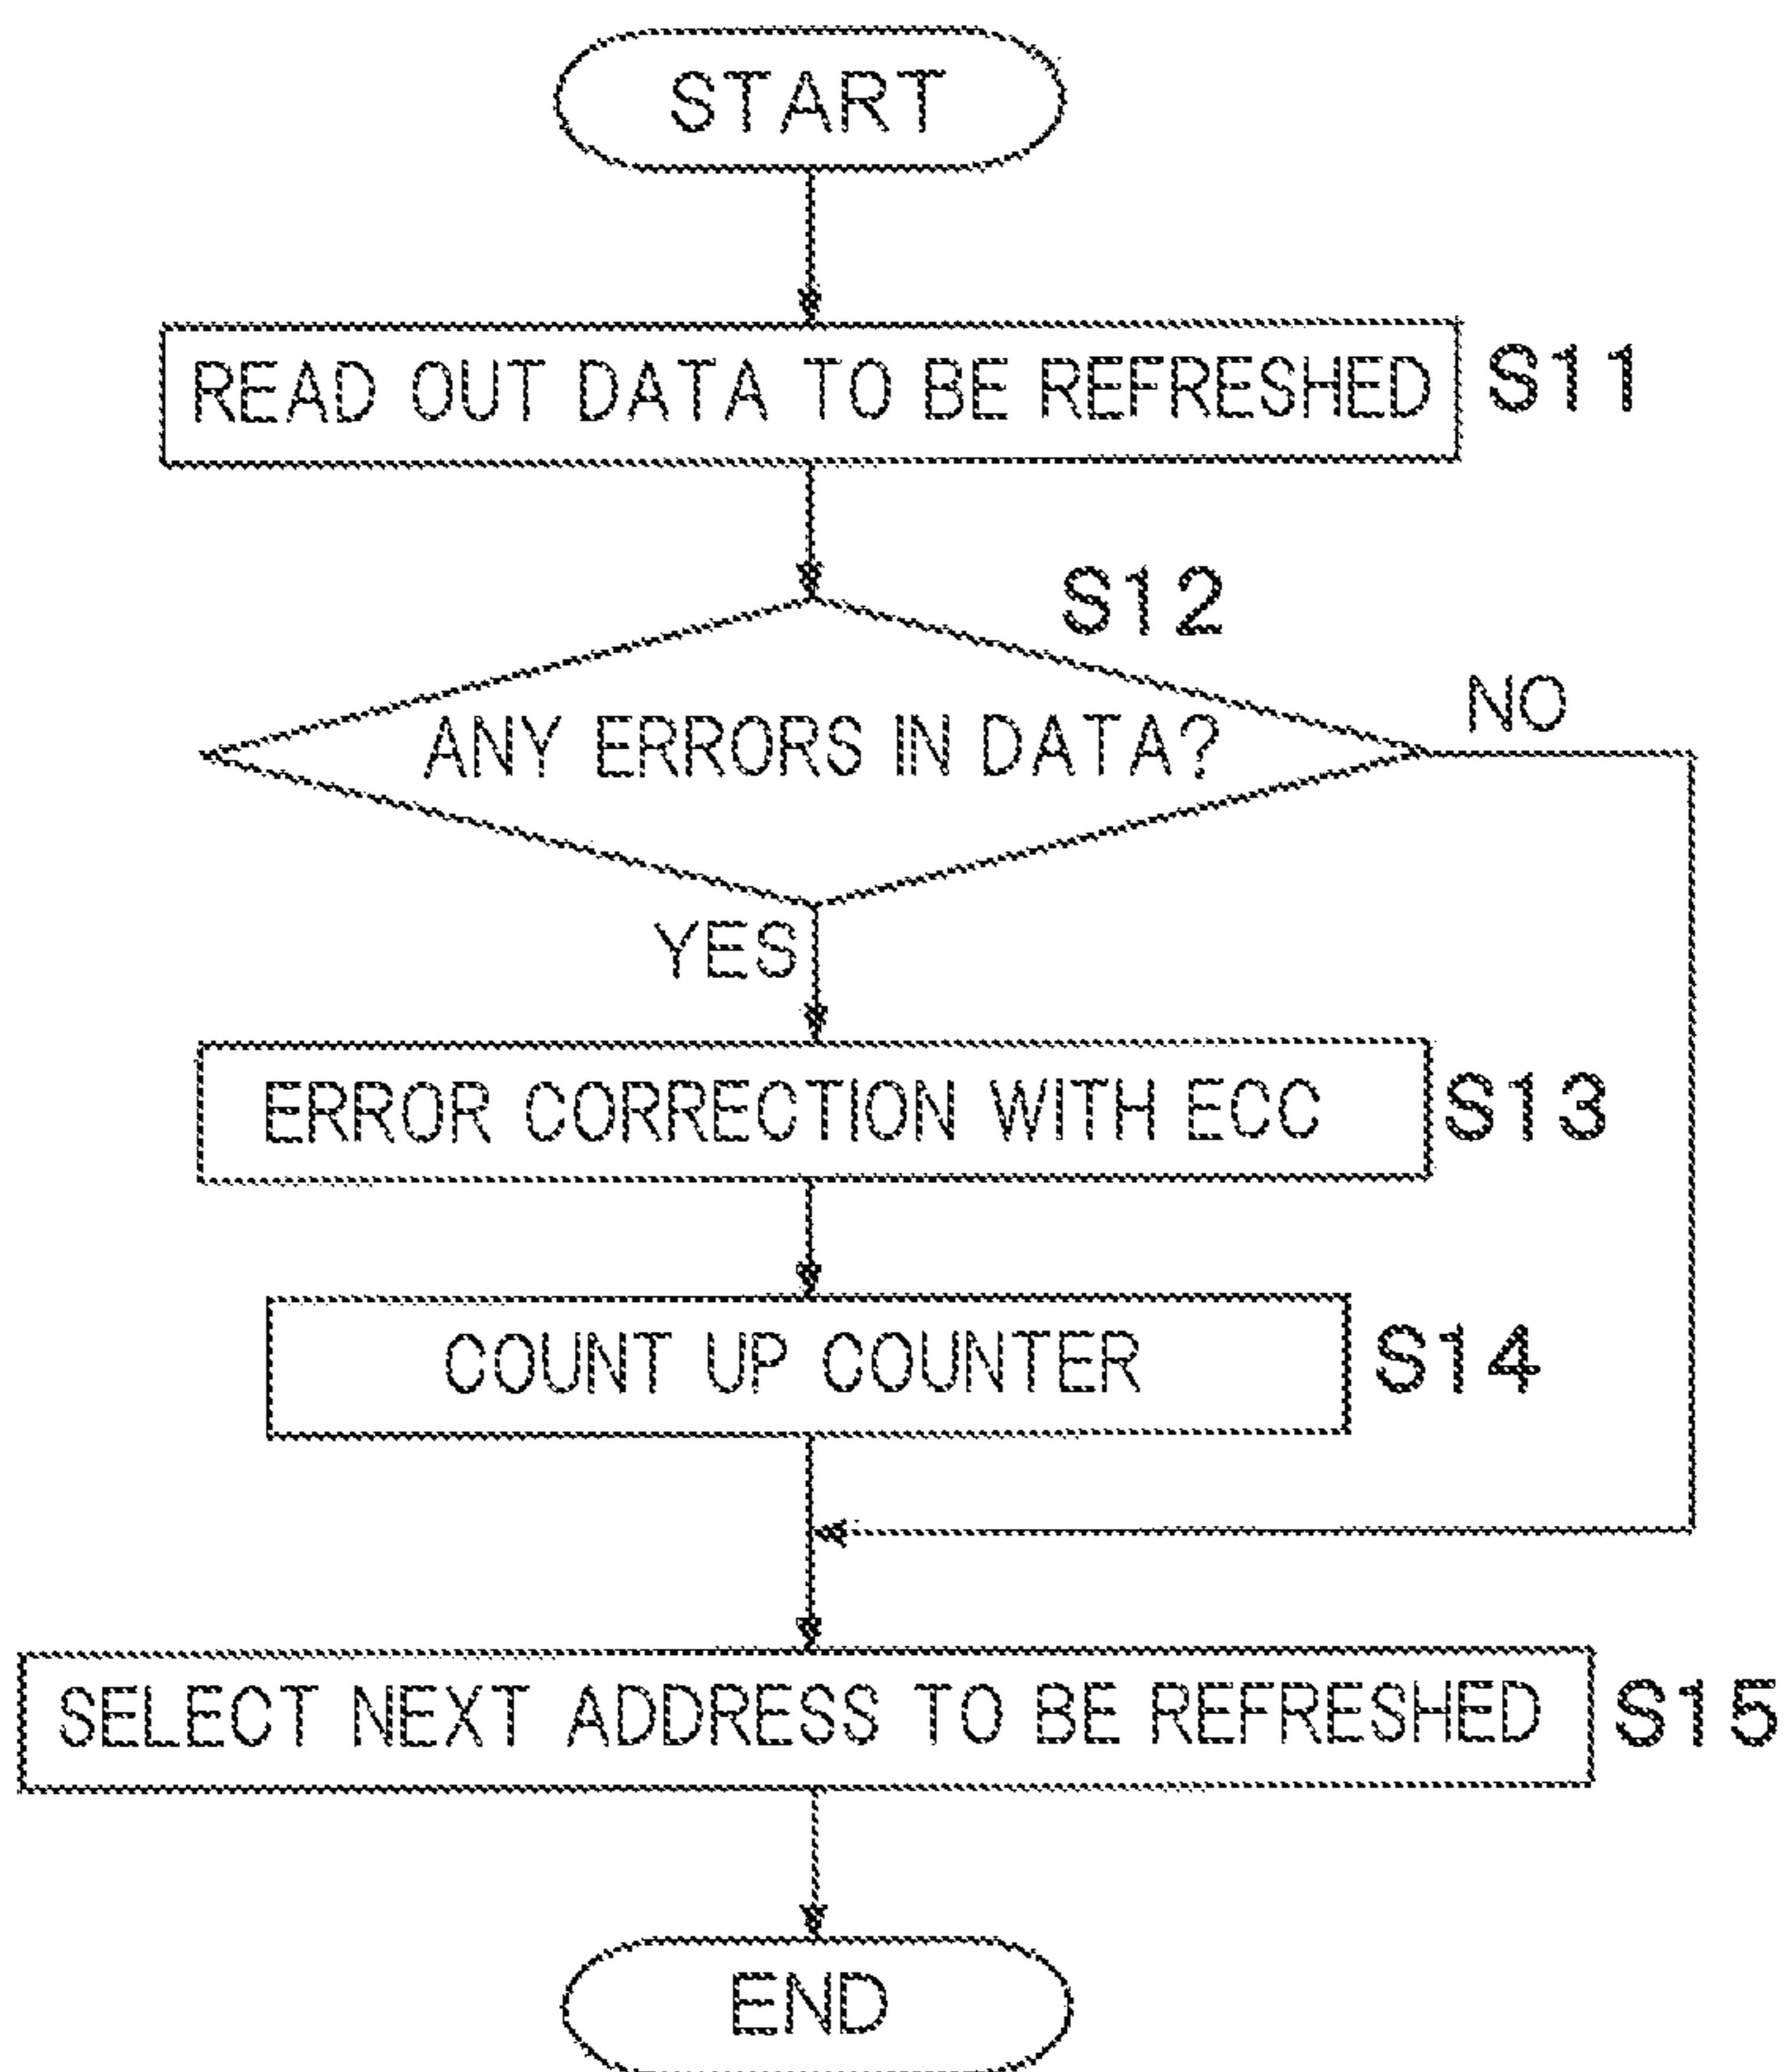 START
READ OUT DATA TO BE REFRESHED S11
S12
ANY ERRORS IN DATA?
NO
YES
ERROR CORRECTION WITH ECC S13
COUNT UP COUNTER S14
SELECT NEXT ADDRESS TO BE REFRESHED S15
END